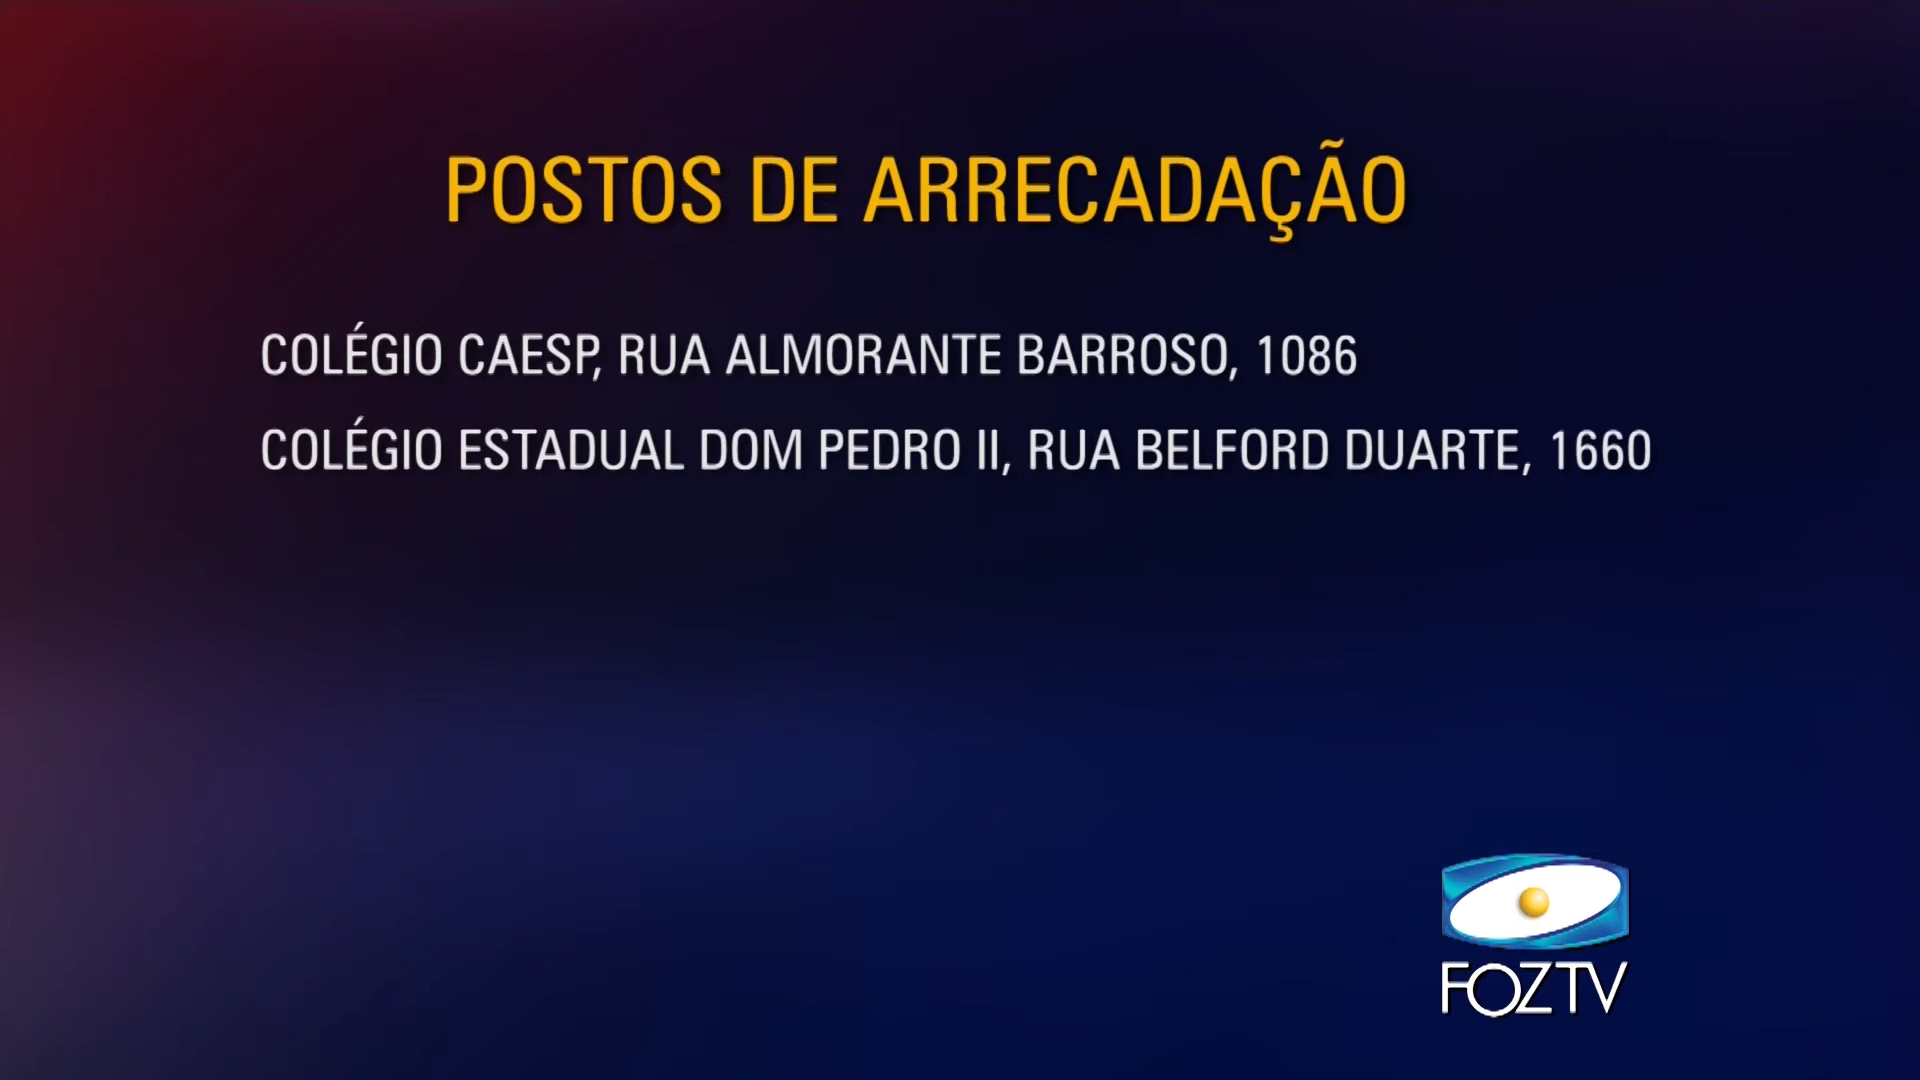 POSTOS DE ARRECADAÇÃO
COLÉGIO CAESP, RUA ALMORANTE BARROSO, 1086
COLÉGIO ESTADUAL DOM PEDRO II, RUA BELFORD DUARTE, 1660
FOZTV